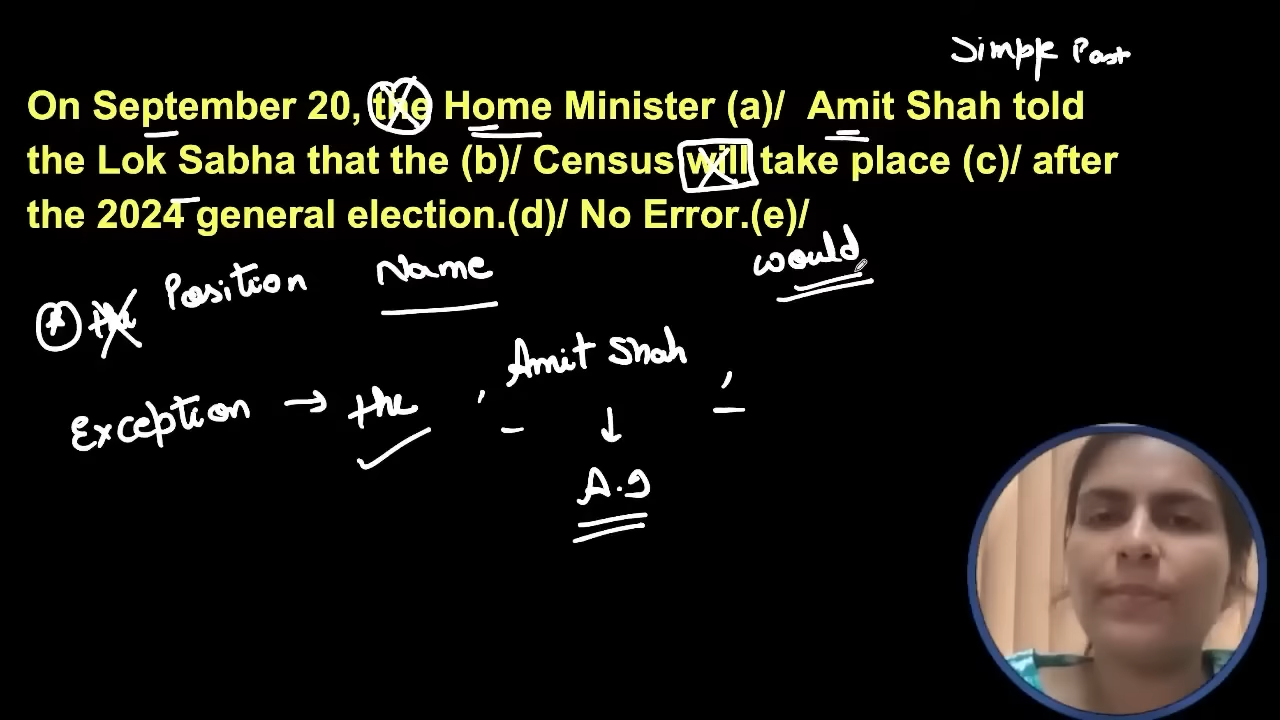 Simple Past
On September 20, the Home Minister (a)/ Amit Shah told
the Lok Sabha that the (b)/ Census will take place (c)/ after
the 2024 general election.(d)/ No Error.(e)/
would
the Position Name
Amit Shah
Exception → the , ,
A.I